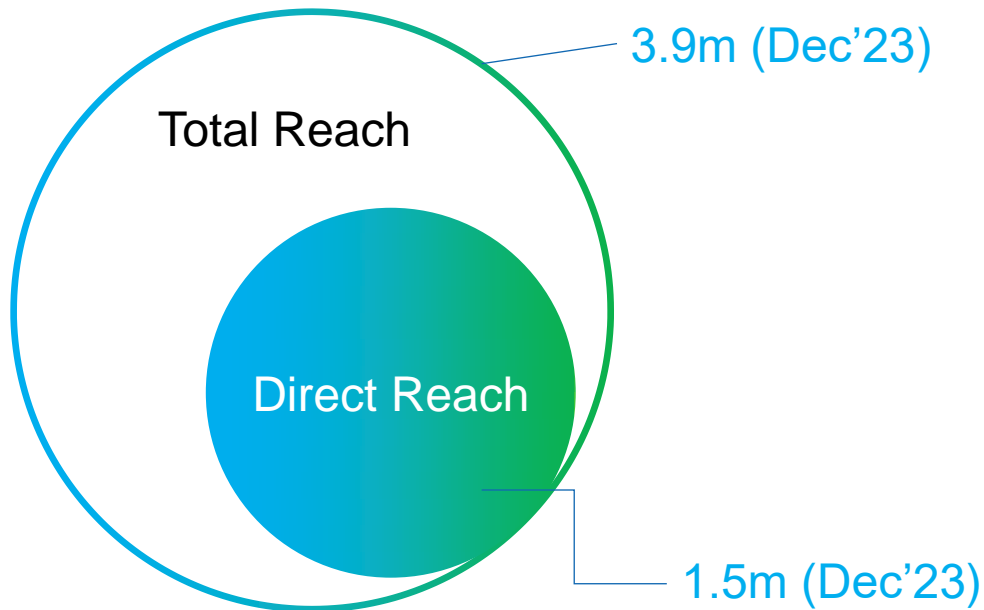 3.9m (Dec’23)
Total Reach
Direct Reach
1.5m (Dec’23)